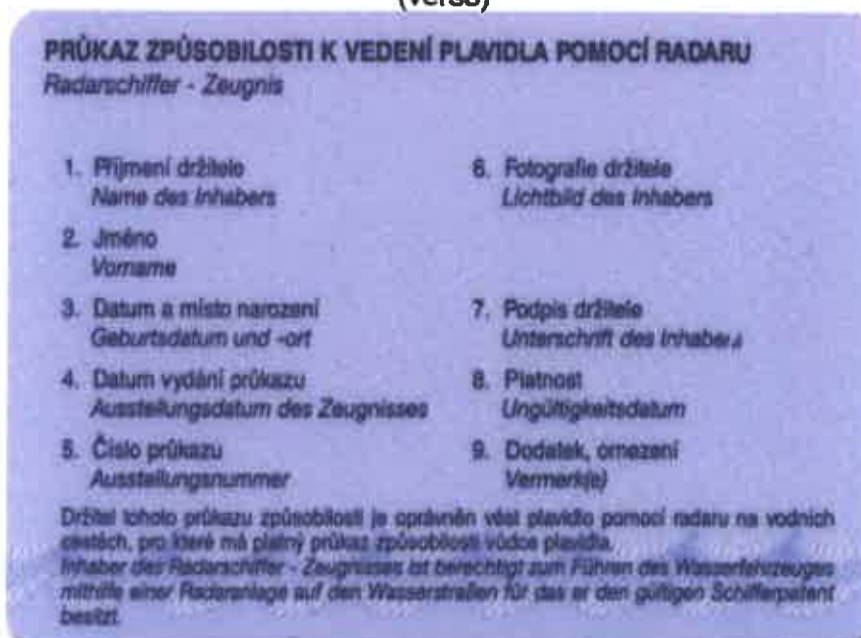 (verso)
PRŮKAZ ZPŮSOBILOSTI K VEDENÍ PLAVIDLA POMOCÍ RADARU
Radarschiffer - Zeugnis
1. Příjmení držitele
Name des Inhabers
2. Jméno
Vorname
3. Datum a místo narození
Geburtsdatum und -ort
4. Datum vydání průkazu
Ausstellungsdatum des Zeugnisses
5. Číslo průkazu
Ausstellungsnummer
6. Fotografie držitele
Lichtbild des Inhabers
7. Podpis držitele
Unterschrift des Inhabers
8. Platnost
Ungültigkeitsdatum
9. Dodatek, omezení
Vermerk(e)
Držitel tohoto průkazu způsobilosti je oprávněn vést plavidlo pomocí radaru na vodních
cestách, pro které má platný průkaz způsobilosti vůdce plavidla.
Inhaber des Radarschiffer - Zeugnisses ist berechtigt zum Führen des Wasserfahrzeuges
mithilfe einer Radaranlage auf den Wasserstraßen für das er den gültigen Schifferpatent
besitzt.